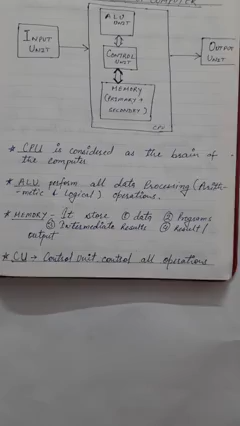 COMPUTER
ALU
UNIT
INPUT
UNIT
CONTROL
UNIT
OUTPUT
UNIT
MEMORY
(PRIMARY +
SECONDARY)
CPU
* CPU is considered as the brain of
the computer
* ALU perform all data Processing (Arith-
-metic & Logical) operations.
* MEMORY - It store ① data ② Programs
③ Intermediate Results ④ Result/
output
* CU → Control Unit control all operations